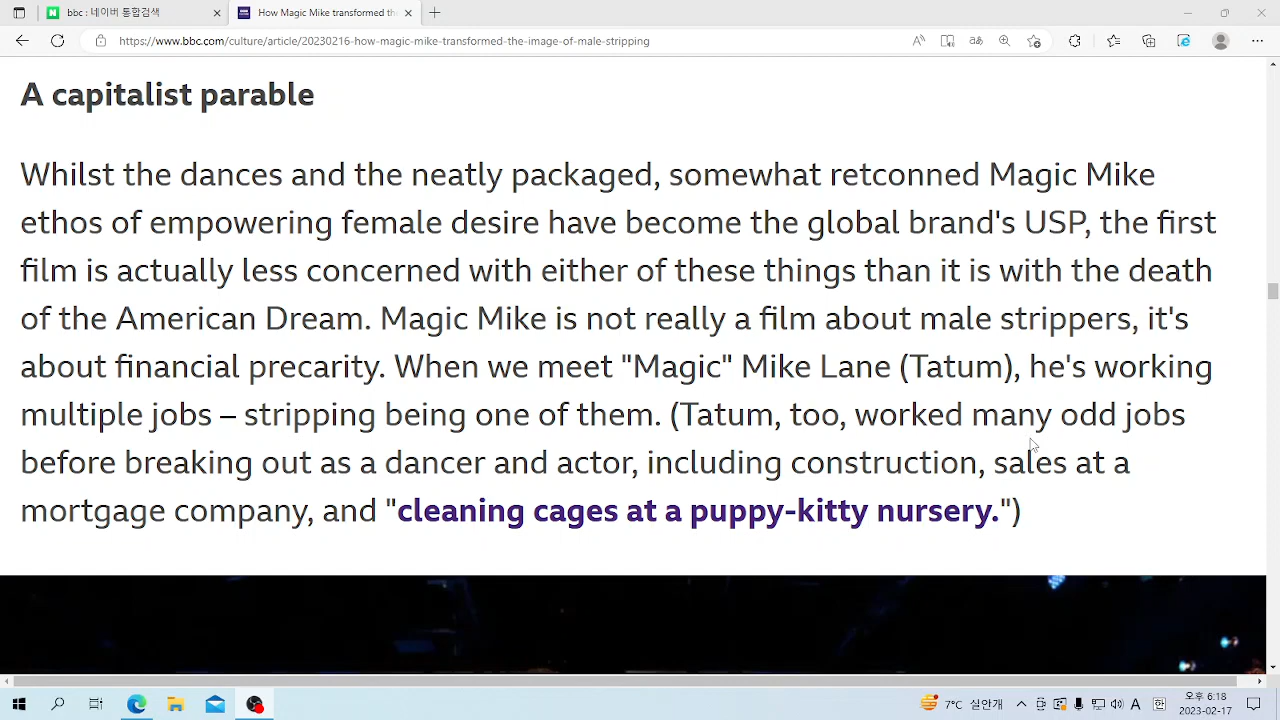 bbc : 네이버 통합검색
How Magic Mike transformed th
https://www.bbc.com/culture/article/20230216-how-magic-mike-transformed-the-image-of-male-stripping
A capitalist parable
Whilst the dances and the neatly packaged, somewhat retconned Magic Mike
ethos of empowering female desire have become the global brand's USP, the first
film is actually less concerned with either of these things than it is with the death
of the American Dream. Magic Mike is not really a film about male strippers, it's
about financial precarity. When we meet "Magic" Mike Lane (Tatum), he's working
multiple jobs – stripping being one of them. (Tatum, too, worked many odd jobs
before breaking out as a dancer and actor, including construction, sales at a
mortgage company, and "cleaning cages at a puppy-kitty nursery.")
7°C 실안개
A
오후 6:18
2023-02-17